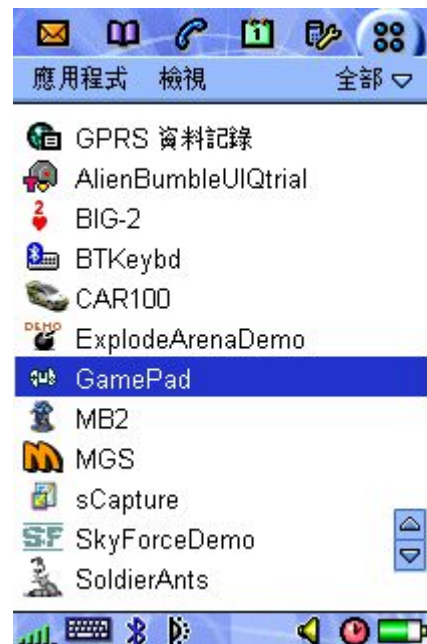 應用程式 檢視 全部
GPRS 資料記錄
AlienBumbleUIQtrial
BIG-2
BTKeybd
CAR100
ExplodeArenaDemo
GamePad
MB2
MGS
sCapture
SkyForceDemo
SoldierAnts